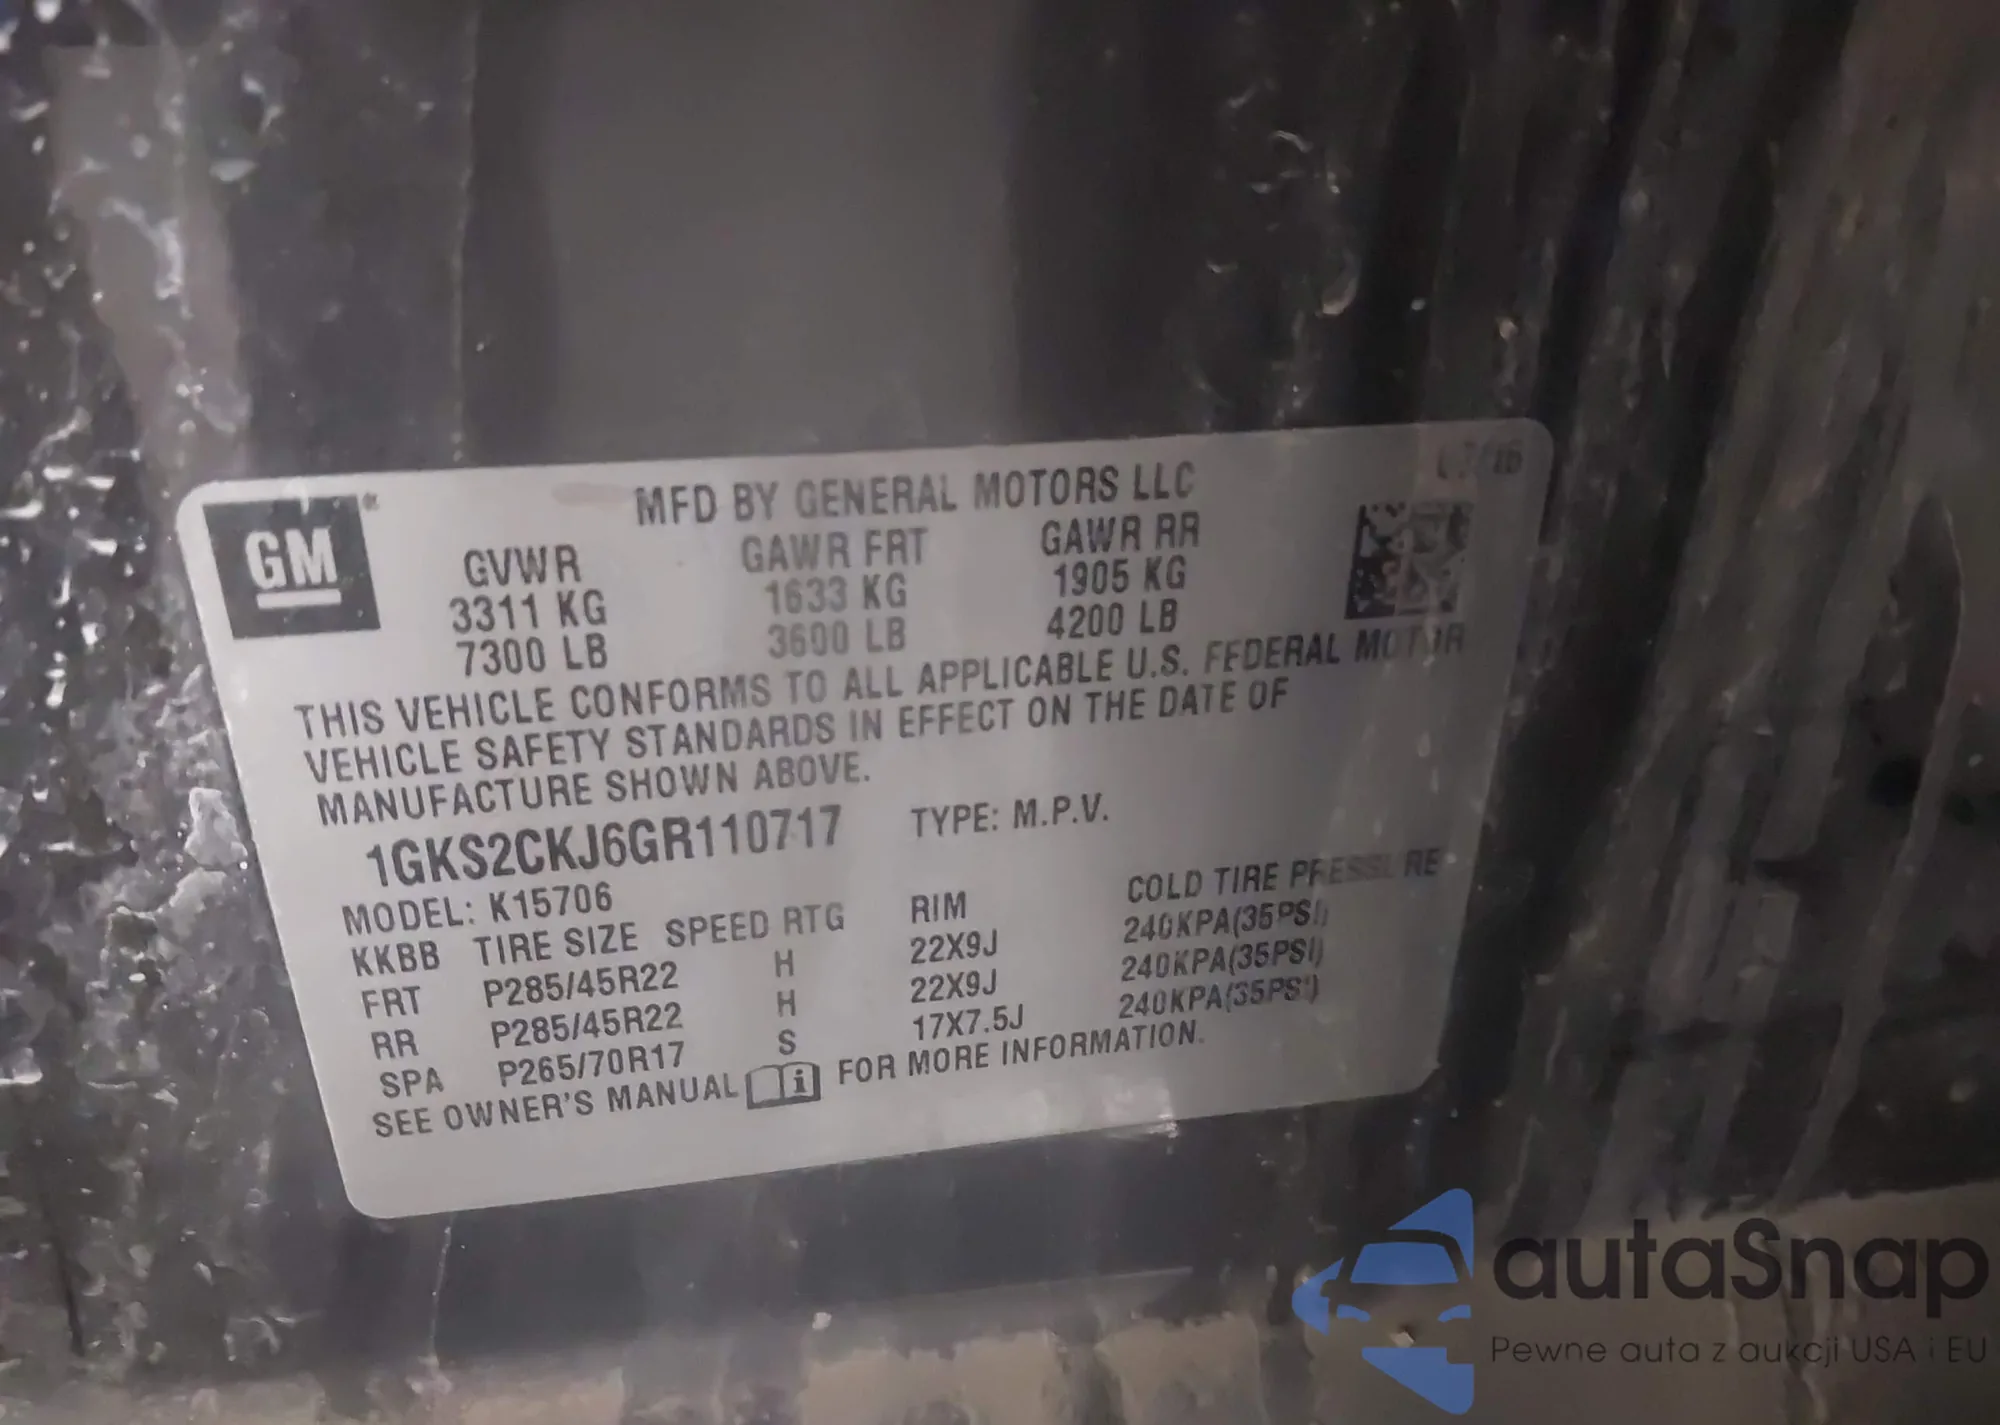 GM
MFD BY GENERAL MOTORS LLC
GVWR GAWR FRT GAWR RR
3311 KG 1633 KG 1905 KG
7300 LB 3600 LB 4200 LB
THIS VEHICLE CONFORMS TO ALL APPLICABLE U.S. FEDERAL MOTOR
VEHICLE SAFETY STANDARDS IN EFFECT ON THE DATE OF
MANUFACTURE SHOWN ABOVE.
1GKS2CKJ6GR110717 TYPE: M.P.V.
MODEL: K15706
KKBB TIRE SIZE SPEED RTG RIM COLD TIRE PRESSURE
FRT P285/45R22 H 22X9J 240KPA(35PSI)
RR P285/45R22 H 22X9J 240KPA(35PSI)
SPA P265/70R17 S 17X7.5J 240KPA(35PSI)
SEE OWNER'S MANUAL i FOR MORE INFORMATION.
autaSnap
Pewne auta z aukcji USA i EU